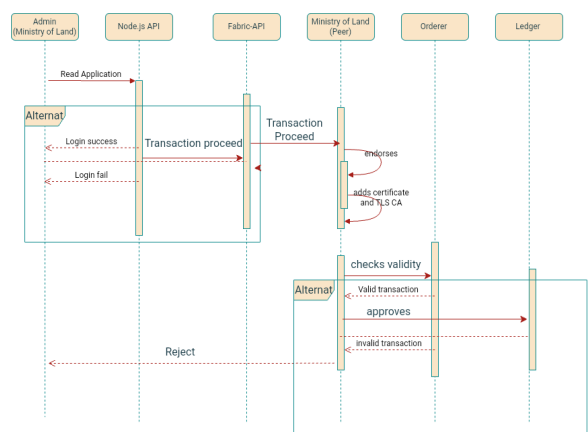 Admin
(Ministry of Land)
Node.js API
Fabric-API
Ministry of Land
(Peer)
Orderer
Ledger
Read Application
Alternat
Login success
Transaction proceed
Transaction
Proceed
endorses
Login fail
adds certificate
and TLS CA
checks validity
Alternat
Valid transaction
approves
invalid transaction
Reject